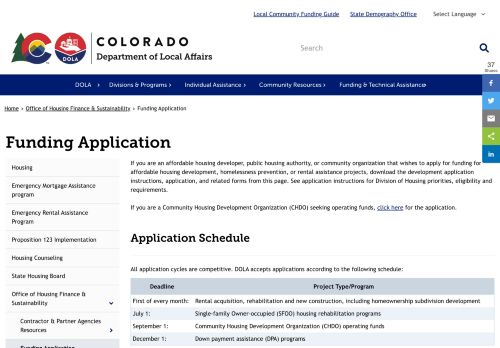 Local Community Funding Guide State Demography Office Select Language
COLORADO
Department of Local Affairs
DOLA
Search
37
Shares
DOLA Divisions & Programs Individual Assistance Community Resources Funding & Technical Assistance
Home › Office of Housing Finance & Sustainability › Funding Application
Funding Application
Housing
Emergency Mortgage Assistance
program
Emergency Rental Assistance
Program
Proposition 123 Implementation
Housing Counseling
State Housing Board
Office of Housing Finance &
Sustainability
Contractor & Partner Agencies
Resources
Funding Application
If you are an affordable housing developer, public housing authority, or community organization that wishes to apply for funding for
affordable housing development, homelessness prevention, or rental assistance projects, download the development application
instructions, application, and related forms from this page. See application instructions for Division of Housing priorities, eligibility and
requirements.
If you are a Community Housing Development Organization (CHDO) seeking operating funds, click here for the application.
Application Schedule
All application cycles are competitive. DOLA accepts applications according to the following schedule:
Deadline Project Type/Program
First of every month: Rental acquisition, rehabilitation and new construction, including homeownership subdivision development
July 1: Single-family Owner-occupied (SFOO) housing rehabilitation programs
September 1: Community Housing Development Organization (CHDO) operating funds
December 1: Down payment assistance (DPA) programs